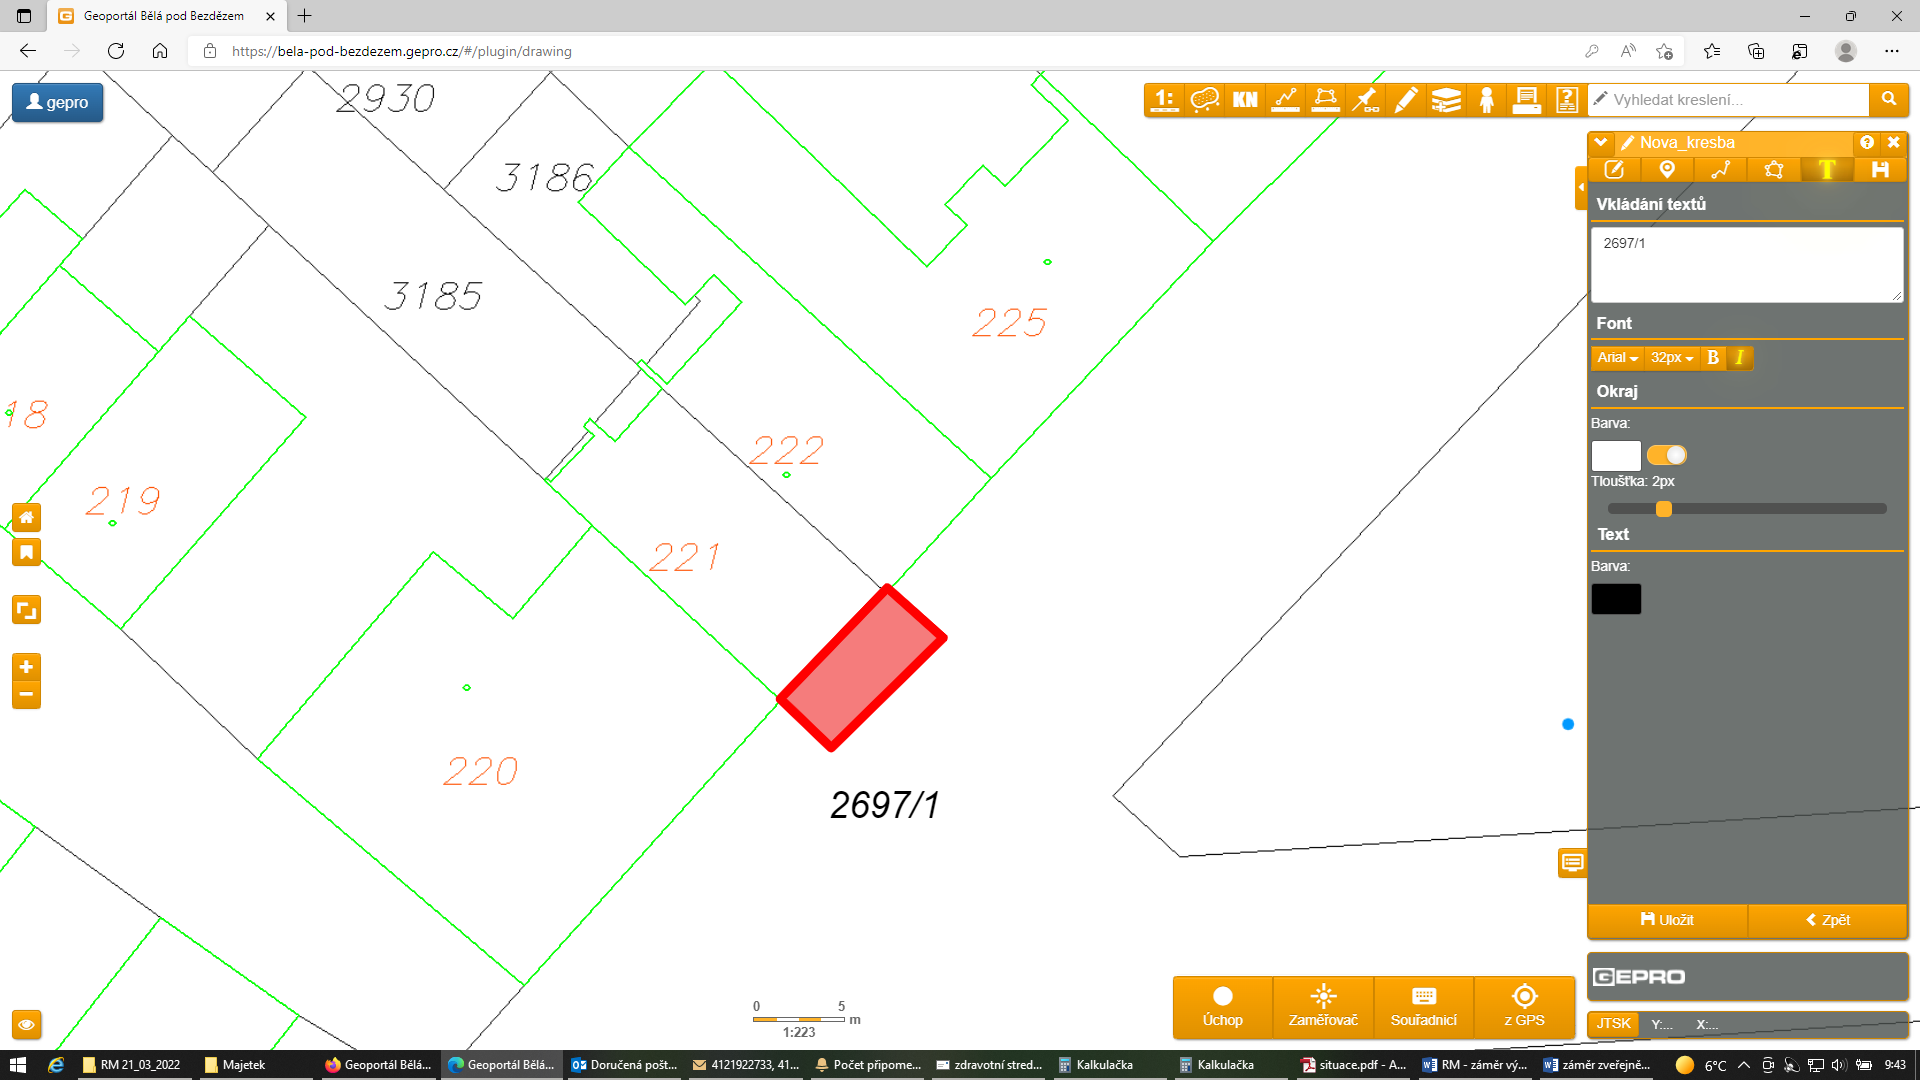 Geoportál Bělá pod Bezdězem
https://bela-pod-bezdezem.gepro.cz/#/plugin/drawing
gepro
1:
KN
Vyhledat kreslení...
Nova_kresba
T
Vkládání textů
2697/1
Font
Arial
32px
B
I
Okraj
Barva:
Tloušťka: 2px
Text
Barva:
Uložit
Zpět
GEPRO
JTSK
Y:...
X:...
2930
3186
3185
225
18
222
219
221
220
2697/1
0
5
m
1:223
Úchop
Zaměřovač
Souřadnicí
z GPS
RM 21_03_2022
Majetek
Geoportál Bělá...
Geoportál Bělá...
Doručená pošt...
4121922733, 41...
Počet připome...
zdravotní stred...
Kalkulačka
Kalkulačka
situace.pdf - A...
RM - záměr vý...
záměr zveřejně...
6°C
9:43